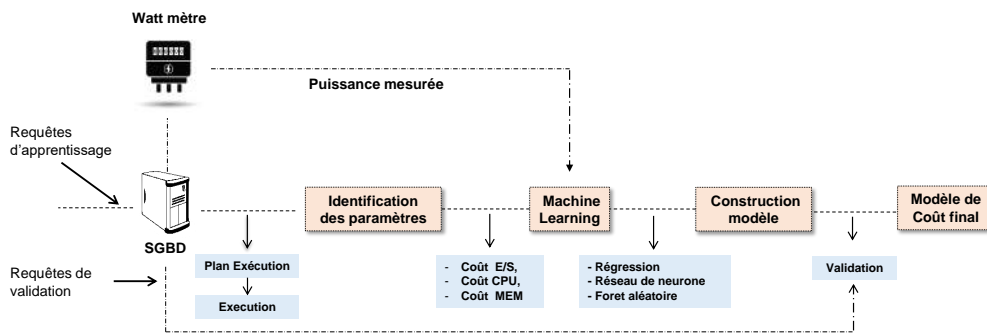 Watt mètre
Puissance mesurée
Requêtes
d'apprentissage
SGBD
Identification
des paramètres
Machine
Learning
Construction
modèle
Modèle de
Coût final
Plan Exécution
Execution
- Coût E/S,
- Coût CPU,
- Coût MEM
- Régression
- Réseau de neurone
- Foret aléatoire
Validation
Requêtes de
validation